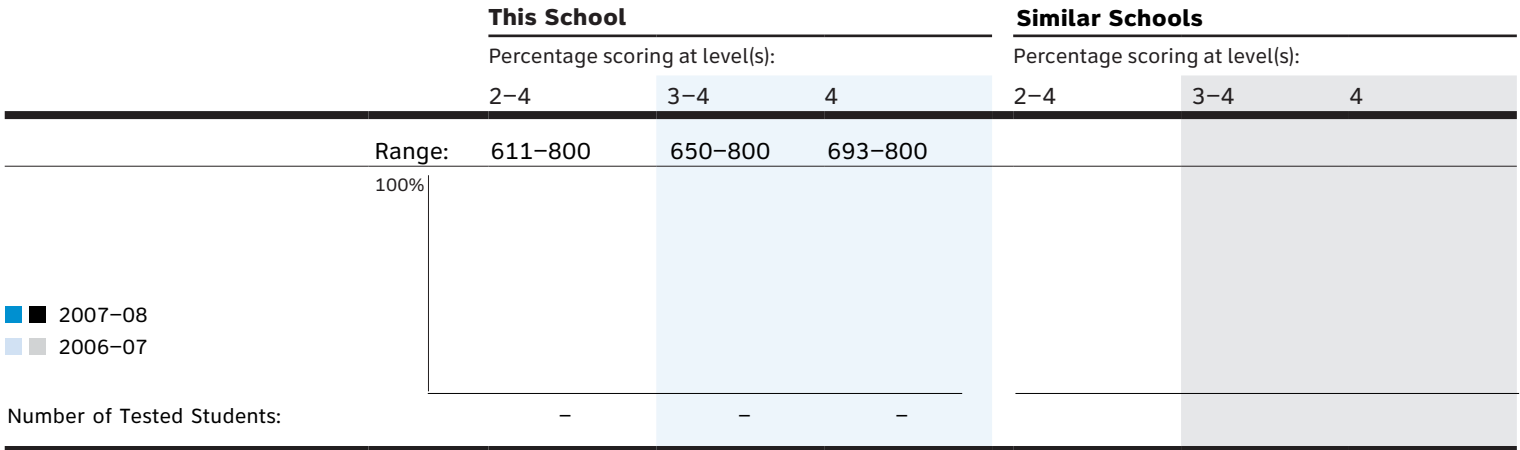 This School Similar Schools
Percentage scoring at level(s): Percentage scoring at level(s):
2–4 3–4 4 2–4 3–4 4
Range: 611–800 650–800 693–800
100%
2007–08
2006–07
Number of Tested Students: – – –